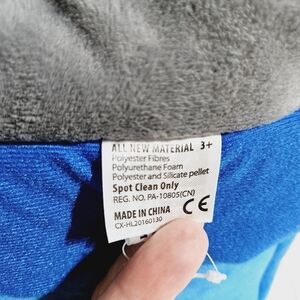 ALL NEW MATERIAL 3+
Polyester Fibres
Polyurethane Foam
Polyester and Silicate pellet
Spot Clean Only
REG. NO. PA-10805(CN)
MADE IN CHINA CE
CX-HL20160130